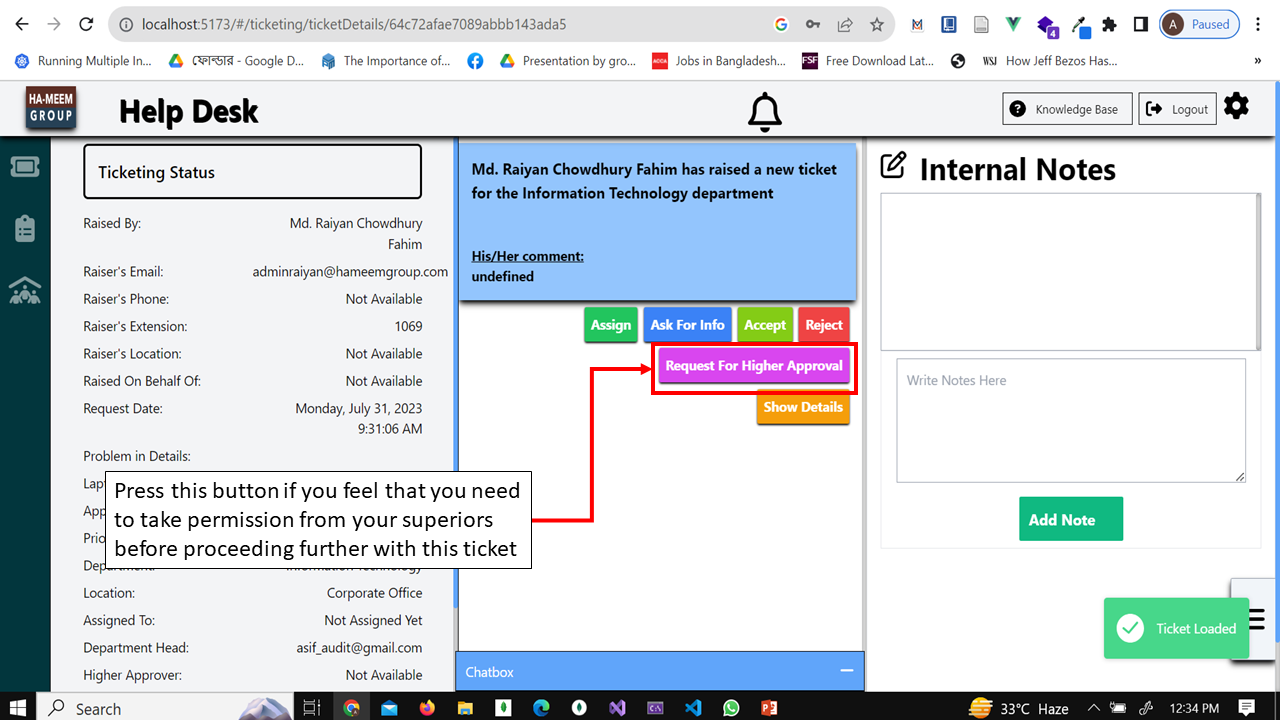 localhost:5173/#/ticketing/ticketDetails/64c72afae7089abbb143ada5
4
A
Paused
Running Multiple In...
ফোল্ডার - Google D...
The Importance of...
Presentation by gro...
ACCA
Jobs in Bangladesh...
FSF
Free Download Lat...
WSJ
How Jeff Bezos Has...
»
HA-MEEM
GROUP
Help Desk
Knowledge Base
Logout
Ticketing Status
Raised By: Md. Raiyan Chowdhury
Fahim
Raiser's Email: adminraiyan@hameemgroup.com
Raiser's Phone: Not Available
Raiser's Extension: 1069
Raiser's Location: Not Available
Raised On Behalf Of: Not Available
Request Date: Monday, July 31, 2023
9:31:06 AM
Problem in Details:
Department: Information Technology
Location: Corporate Office
Assigned To: Not Assigned Yet
Department Head: asif_audit@gmail.com
Higher Approver: Not Available
Press this button if you feel that you need
to take permission from your superiors
before proceeding further with this ticket
Md. Raiyan Chowdhury Fahim has raised a new ticket
for the Information Technology department
His/Her comment:
undefined
Assign
Ask For Info
Accept
Reject
Request For Higher Approval
Show Details
Chatbox
Internal Notes
Write Notes Here
Add Note
Ticket Loaded
Search
33°C Haze
12:34 PM